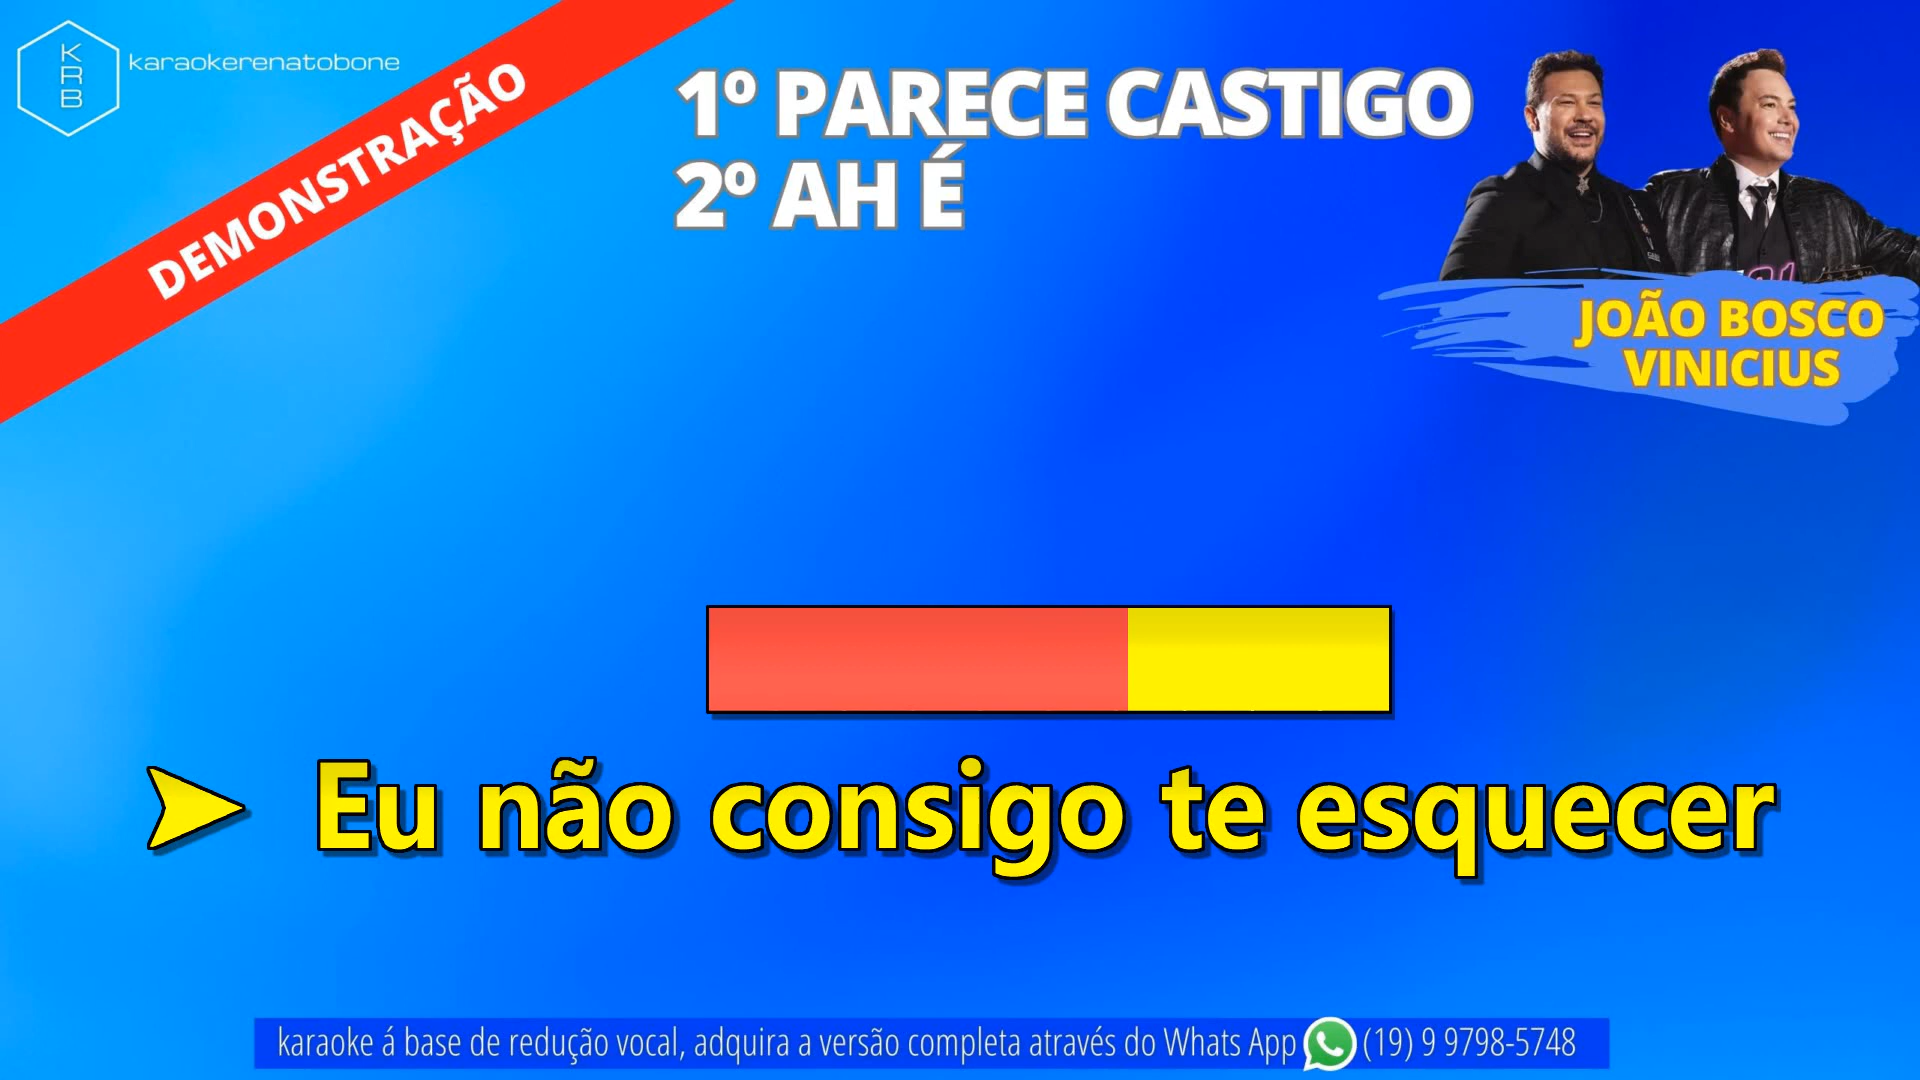 KRB
karaokerenatobone
DEMONSTRAÇÃO
1º PARECE CASTIGO
2º AH É
JOÃO BOSCO
VINICIUS
➤ Eu não consigo te esquecer
karaoke á base de redução vocal, adquira a versão completa através do Whats App (19) 9 9798-5748